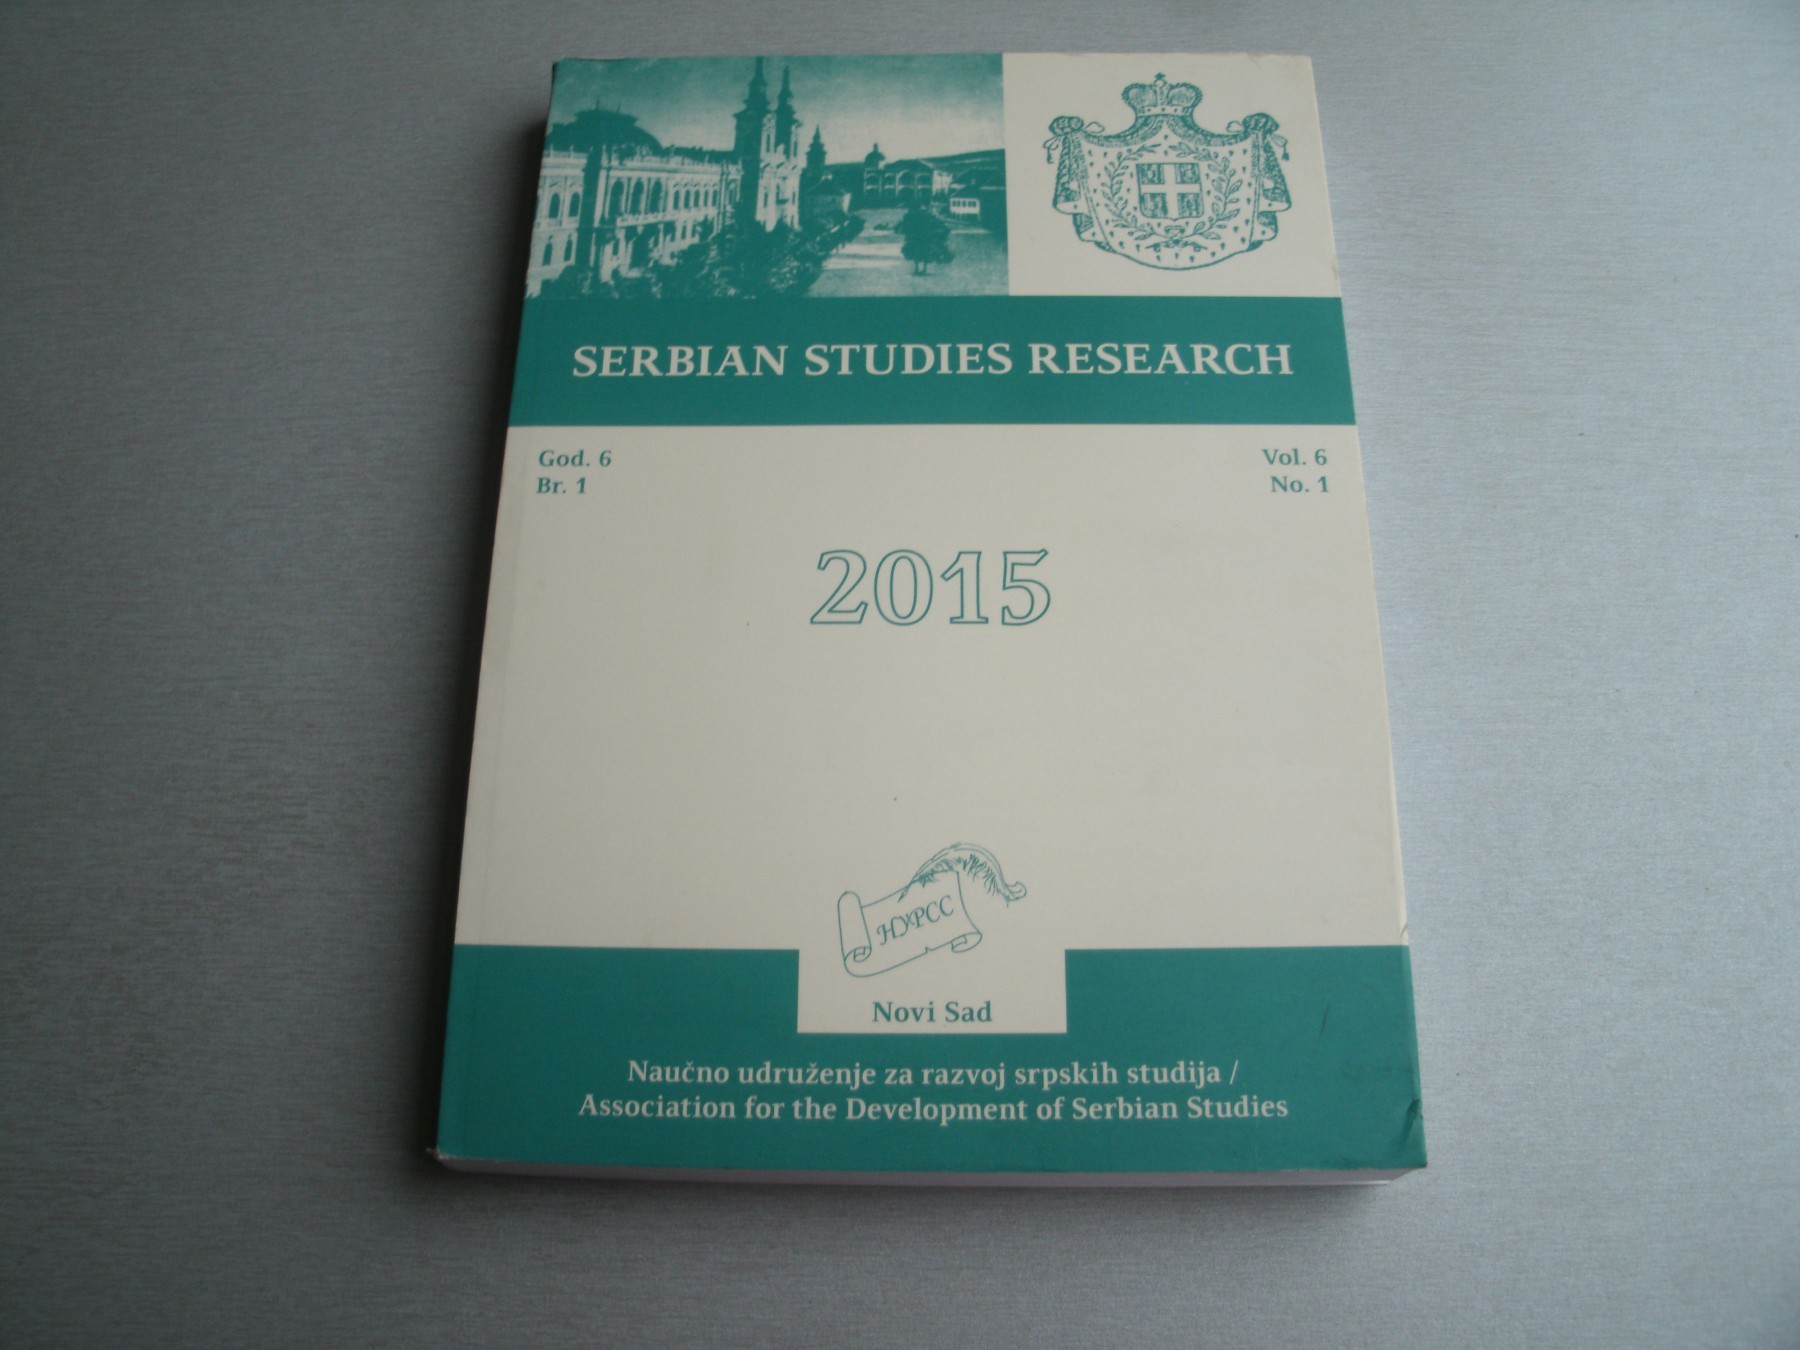 SERBIAN STUDIES RESEARCH
God. 6
Br. 1
Vol. 6
No. 1
2015
НУРСС
Novi Sad
Naučno udruženje za razvoj srpskih studija /
Association for the Development of Serbian Studies